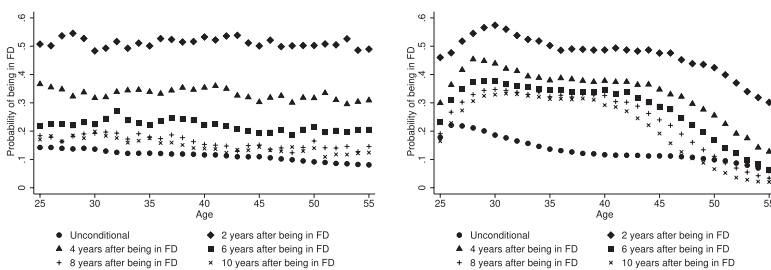 Probability of being in FD
.6
.5
.4
.3
.2
.1
0
25 30 35 40 45 50 55
Age
Unconditional 2 years after being in FD
4 years after being in FD 6 years after being in FD
8 years after being in FD 10 years after being in FD
Probability of being in FD
.6
.5
.4
.3
.2
.1
0
25 30 35 40 45 50 55
Age
Unconditional 2 years after being in FD
4 years after being in FD 6 years after being in FD
8 years after being in FD 10 years after being in FD